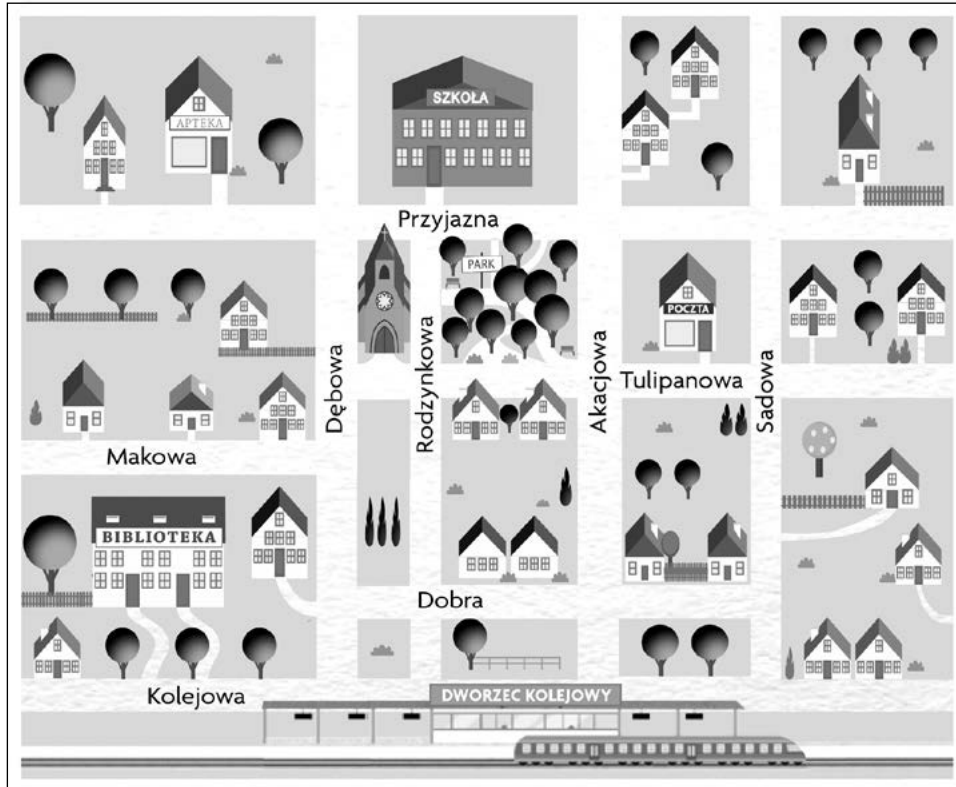 APTEKA
SZKOŁA
Przyjazna
PARK
Dębowa
Rodzynkowa
Akacjowa
POCZTA
Tulipanowa
Sadowa
Makowa
BIBLIOTEKA
Dobra
Kolejowa
DWORZEC KOLEJOWY